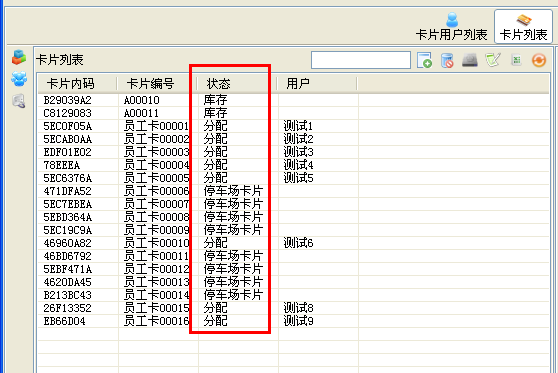 卡片用户列表 卡片列表
卡片列表
卡片内码 卡片编号 状态 用户
B29039A2 A00010 库存
C8129083 A00011 库存
5EC0F05A 员工卡00001 分配 测试1
5ECAB0AA 员工卡00002 分配 测试2
EDF01E02 员工卡00003 分配 测试3
78EEEA 员工卡00004 分配 测试4
5EC6376A 员工卡00005 分配 测试5
471DFA52 员工卡00006 停车场卡片
5EC7EBEA 员工卡00007 停车场卡片
5EBD364A 员工卡00008 停车场卡片
5EC19C9A 员工卡00009 停车场卡片
46960A82 员工卡00010 分配 测试6
46BD6792 员工卡00011 停车场卡片
5EBF471A 员工卡00012 停车场卡片
4620DA45 员工卡00013 停车场卡片
B213BC43 员工卡00014 停车场卡片
26F13352 员工卡00015 分配 测试8
EB66D04 员工卡00016 分配 测试9